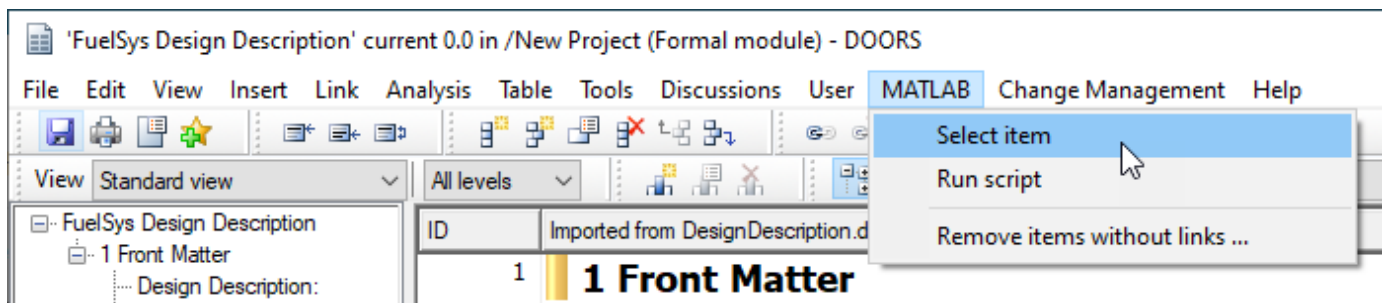 'FuelSys Design Description' current 0.0 in /New Project (Formal module) - DOORS
File Edit View Insert Link Analysis Table Tools Discussions User MATLAB Change Management Help
Select item
View Standard view All levels
Run script
FuelSys Design Description
ID Imported from DesignDescription.d
Remove items without links ...
1 Front Matter
1 1 Front Matter
Design Description: